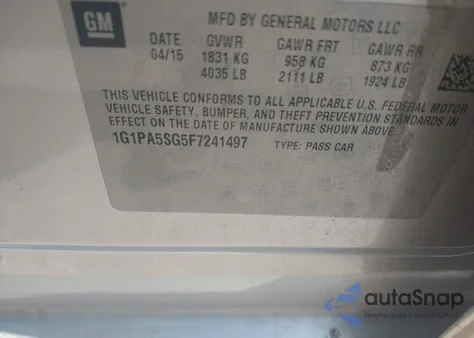 GM
MFD BY GENERAL MOTORS LLC
DATE GVWR GAWR FRT GAWR RR
04/15 1831 KG 958 KG 873 KG
4035 LB 2111 LB 1924 LB
THIS VEHICLE CONFORMS TO ALL APPLICABLE U.S. FEDERAL MOTOR
VEHICLE SAFETY, BUMPER, AND THEFT PREVENTION STANDARDS IN
EFFECT ON THE DATE OF MANUFACTURE SHOWN ABOVE.
1G1PA5SG5F7241497 TYPE: PASS CAR
autoSnap